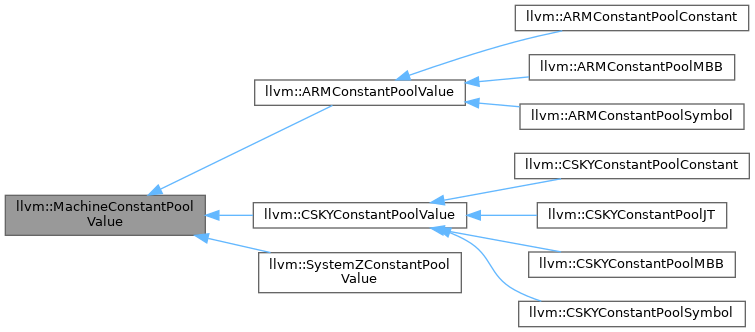 llvm::ARMConstantPoolConstant
llvm::ARMConstantPoolMBB
llvm::ARMConstantPoolValue
llvm::ARMConstantPoolSymbol
llvm::CSKYConstantPoolConstant
llvm::MachineConstantPool
Value
llvm::CSKYConstantPoolValue
llvm::CSKYConstantPoolJT
llvm::SystemZConstantPool
Value
llvm::CSKYConstantPoolMBB
llvm::CSKYConstantPoolSymbol